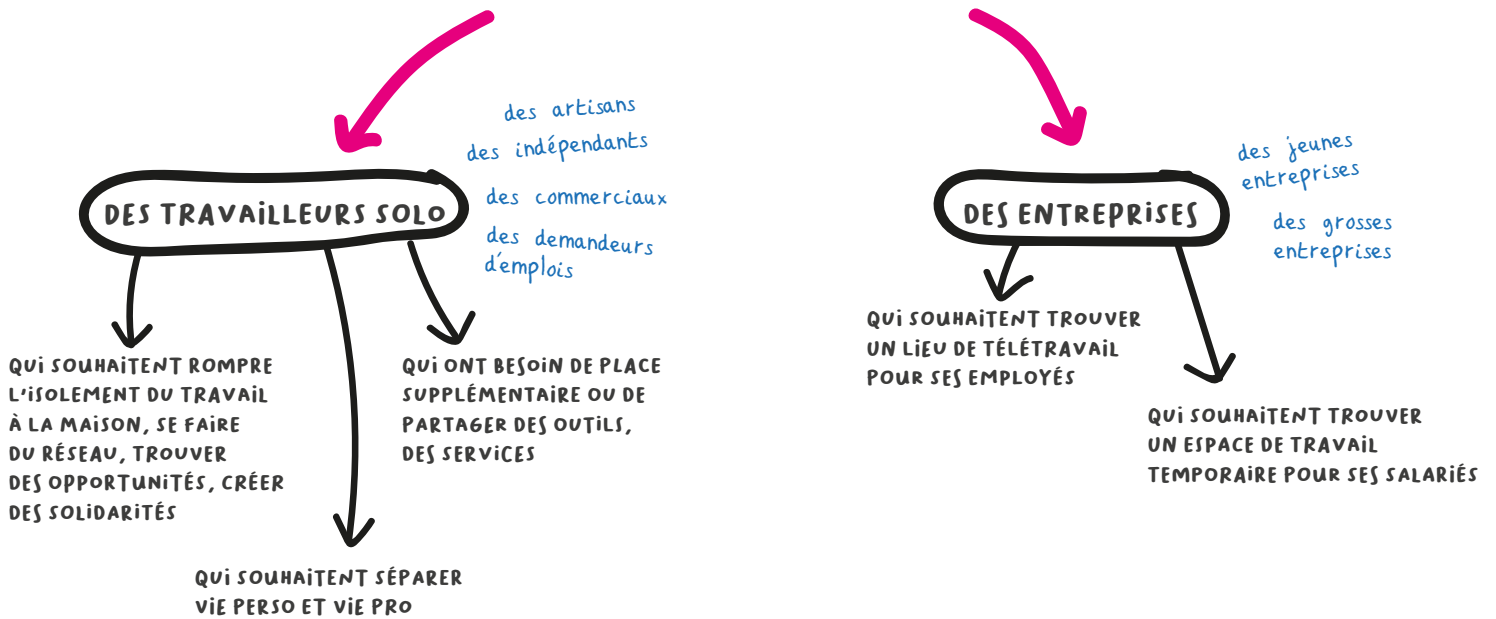 des artisans
des indépendants
DES TRAVAILLEURS SOLO
des commerciaux
des demandeurs
d'emplois
QUI SOUHAITENT ROMPRE
L'ISOLEMENT DU TRAVAIL
À LA MAISON, SE FAIRE
DU RÉSEAU, TROUVER
DES OPPORTUNITÉS, CRÉER
DES SOLIDARITÉS
QUI SOUHAITENT SÉPARER
VIE PERSO ET VIE PRO
QUI ONT BESOIN DE PLACE
SUPPLÉMENTAIRE OU DE
PARTAGER DES OUTILS,
DES SERVICES
DES ENTREPRISES
des jeunes
entreprises
des grosses
entreprises
QUI SOUHAITENT TROUVER
UN LIEU DE TÉLÉTRAVAIL
POUR SES EMPLOYÉS
QUI SOUHAITENT TROUVER
UN ESPACE DE TRAVAIL
TEMPORAIRE POUR SES SALARIÉS